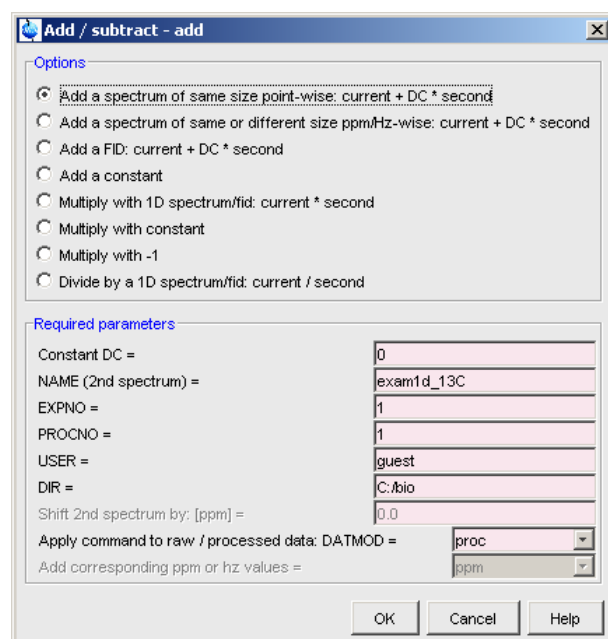 Add / subtract - add
Options
Add a spectrum of same size point-wise: current + DC * second
Add a spectrum of same or different size ppm/Hz-wise: current + DC * second
Add a FID: current + DC * second
Add a constant
Multiply with 1D spectrum/fid: current * second
Multiply with constant
Multiply with -1
Divide by a 1D spectrum/fid: current / second
Required parameters
Constant DC = 0
NAME (2nd spectrum) = exam1d_13C
EXPNO = 1
PROCNO = 1
USER = guest
DIR = C:/bio
Shift 2nd spectrum by: [ppm] = 0.0
Apply command to raw / processed data: DATMOD = proc
Add corresponding ppm or hz values = ppm
OK Cancel Help